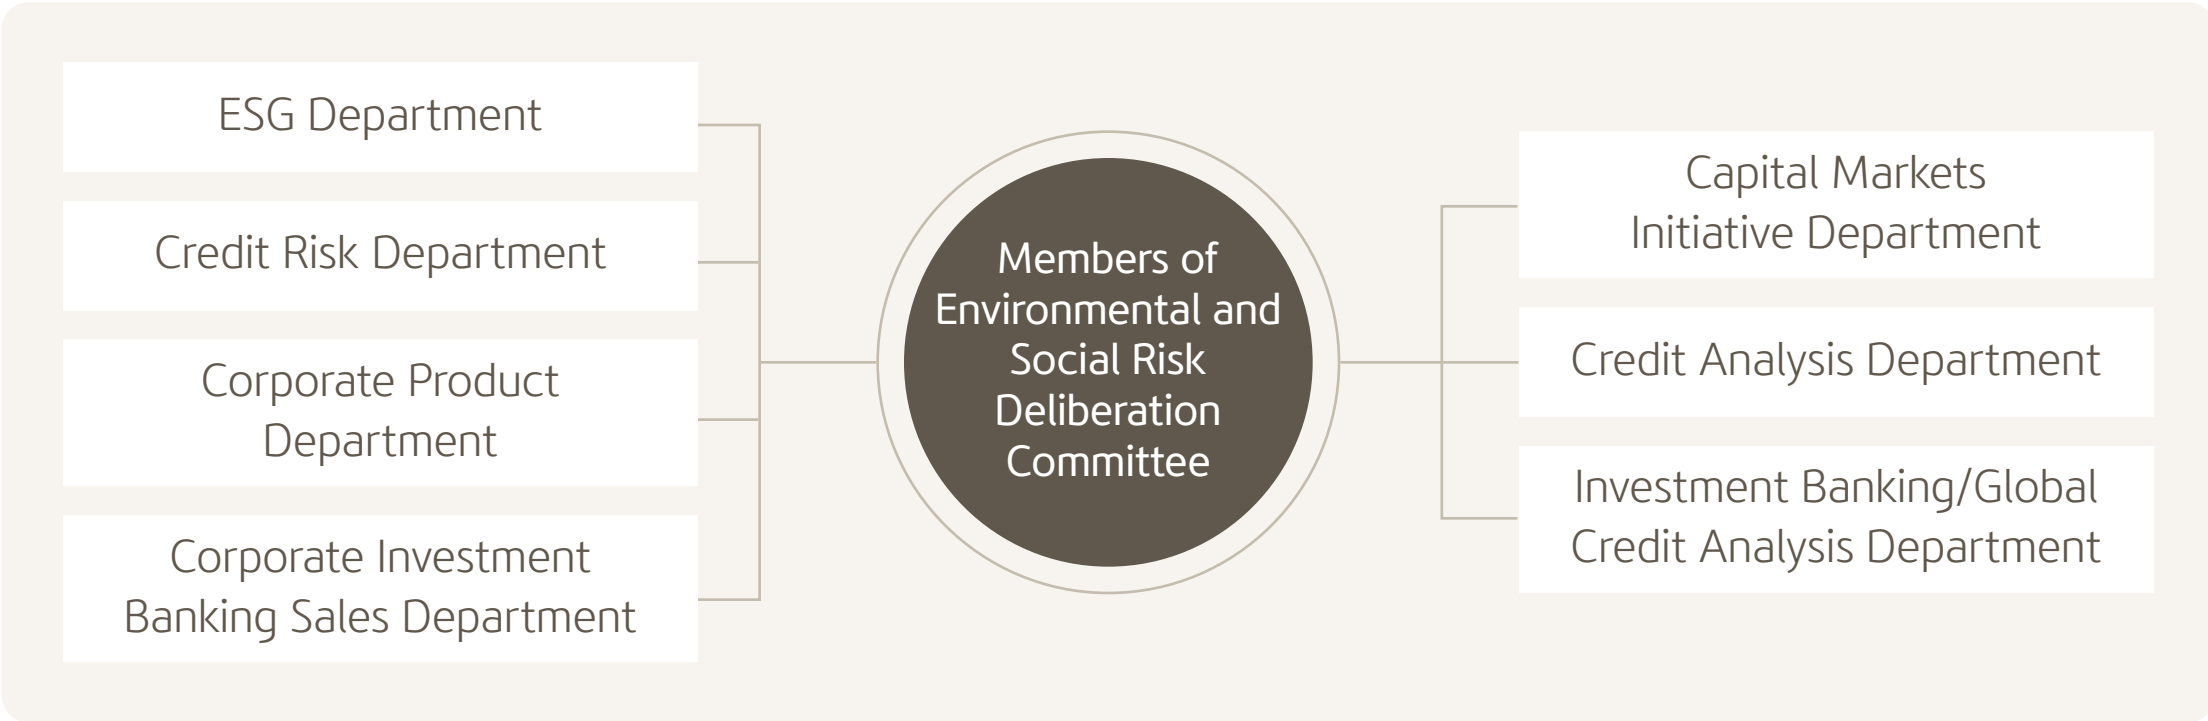 ESG Department
Credit Risk Department
Corporate Product
Department
Corporate Investment
Banking Sales Department
Members of
Environmental and
Social Risk
Deliberation
Committee
Capital Markets
Initiative Department
Credit Analysis Department
Investment Banking/Global
Credit Analysis Department